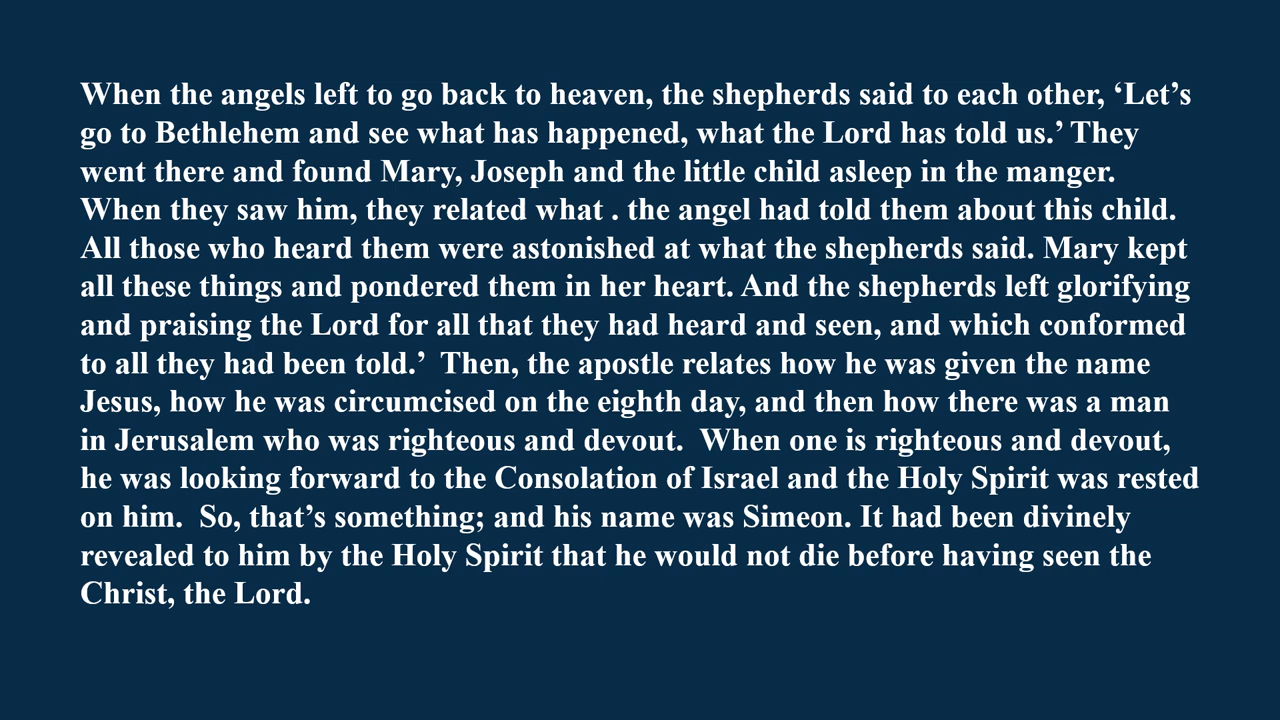 When the angels left to go back to heaven, the shepherds said to each other, ‘Let’s
go to Bethlehem and see what has happened, what the Lord has told us.’ They
went there and found Mary, Joseph and the little child asleep in the manger.
When they saw him, they related what . the angel had told them about this child.
All those who heard them were astonished at what the shepherds said. Mary kept
all these things and pondered them in her heart. And the shepherds left glorifying
and praising the Lord for all that they had heard and seen, and which conformed
to all they had been told.’  Then, the apostle relates how he was given the name
Jesus, how he was circumcised on the eighth day, and then how there was a man
in Jerusalem who was righteous and devout.  When one is righteous and devout,
he was looking forward to the Consolation of Israel and the Holy Spirit was rested
on him.  So, that’s something; and his name was Simeon. It had been divinely
revealed to him by the Holy Spirit that he would not die before having seen the
Christ, the Lord.